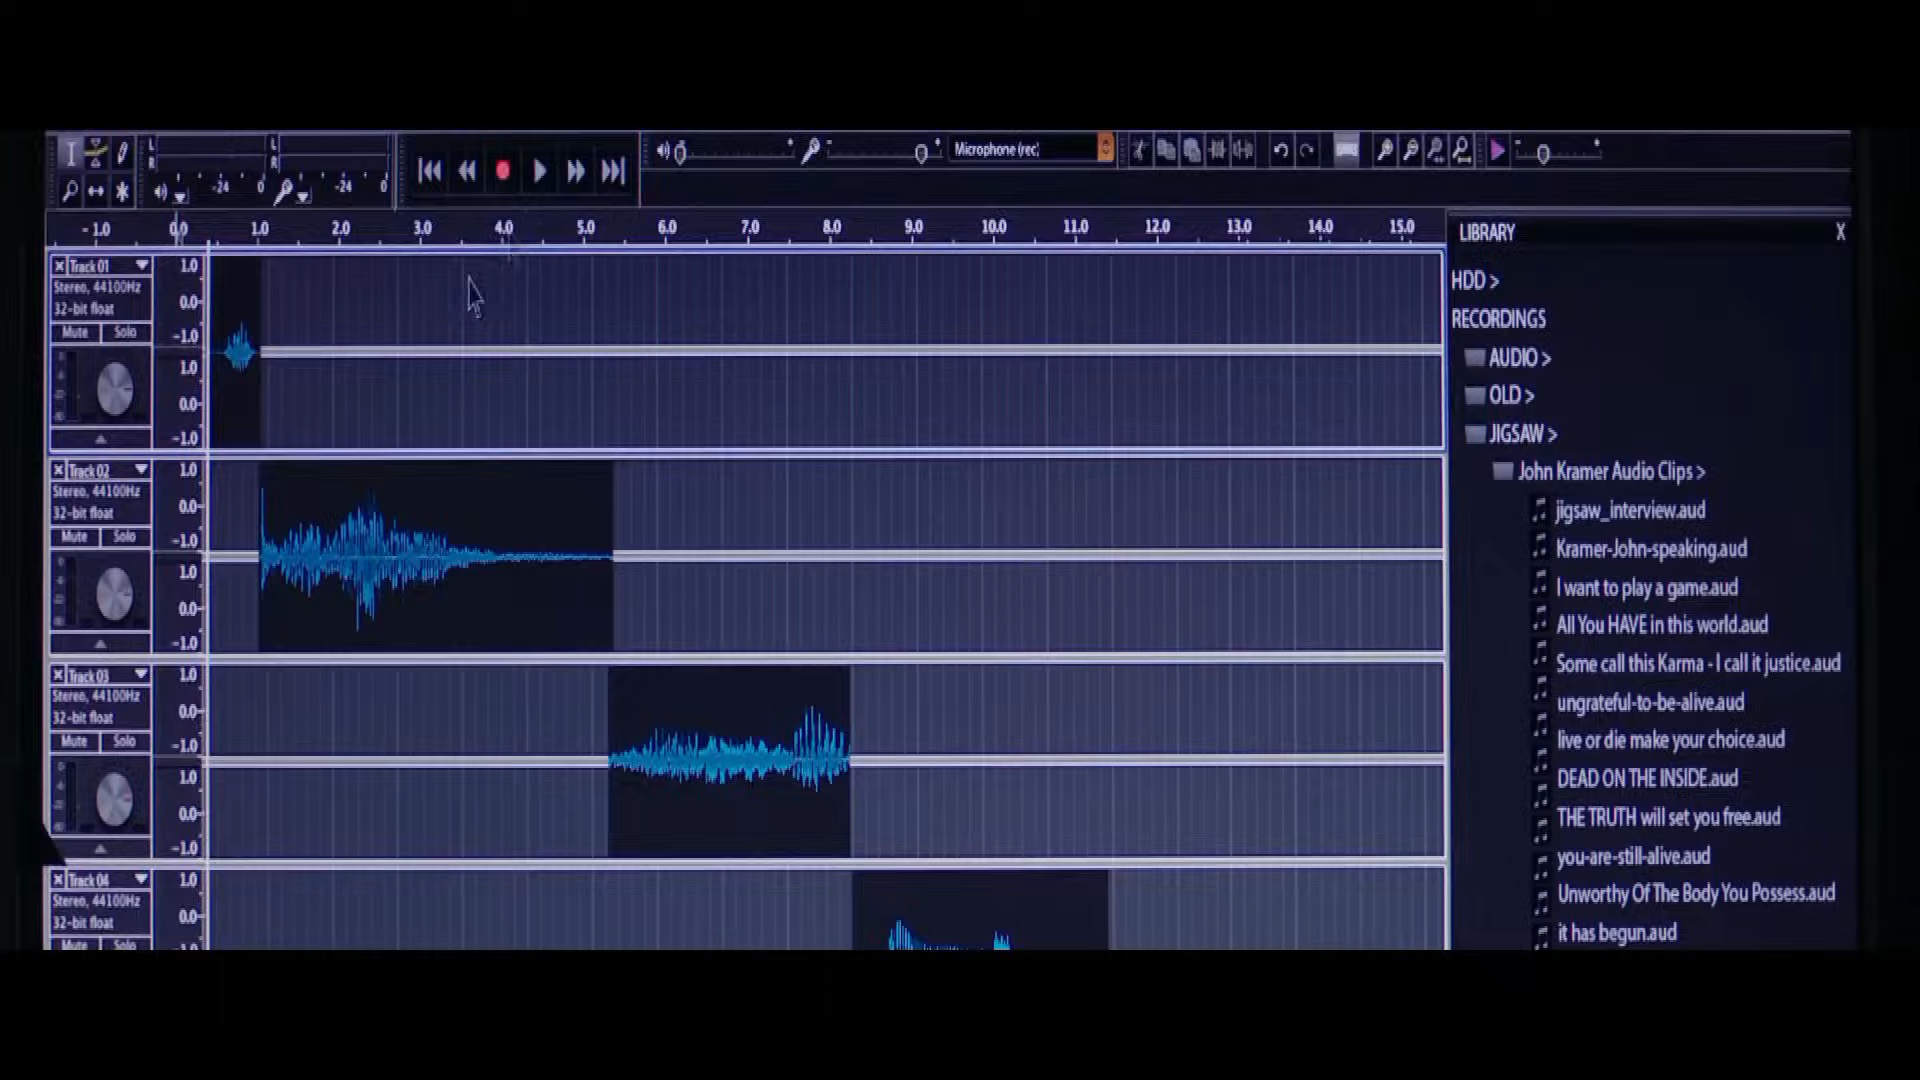 L
R
-24
0
L
R
-24
0
Microphone (rec)
-1.0 0.0 1.0 2.0 3.0 4.0 5.0 6.0 7.0 8.0 9.0 10.0 11.0 12.0 13.0 14.0 15.0
x Track 01
Stereo, 44100Hz
32-bit float
Mute Solo
1.0
0.0
-1.0
1.0
0.0
-1.0
x Track 02
Stereo, 44100Hz
32-bit float
Mute Solo
1.0
0.0
-1.0
1.0
0.0
-1.0
x Track 03
Stereo, 44100Hz
32-bit float
Mute Solo
1.0
0.0
-1.0
1.0
0.0
-1.0
x Track 04
Stereo, 44100Hz
32-bit float
Mute Solo
1.0
0.0
-1.0
LIBRARY X
HDD >
RECORDINGS
AUDIO >
OLD >
JIGSAW >
John Kramer Audio Clips >
jigsaw_interview.aud
Kramer-John-speaking.aud
I want to play a game.aud
All You HAVE in this world.aud
Some call this Karma - I call it justice.aud
ungrateful-to-be-alive.aud
live or die make your choice.aud
DEAD ON THE INSIDE.aud
THE TRUTH will set you free.aud
you-are-still-alive.aud
Unworthy Of The Body You Possess.aud
it has begun.aud